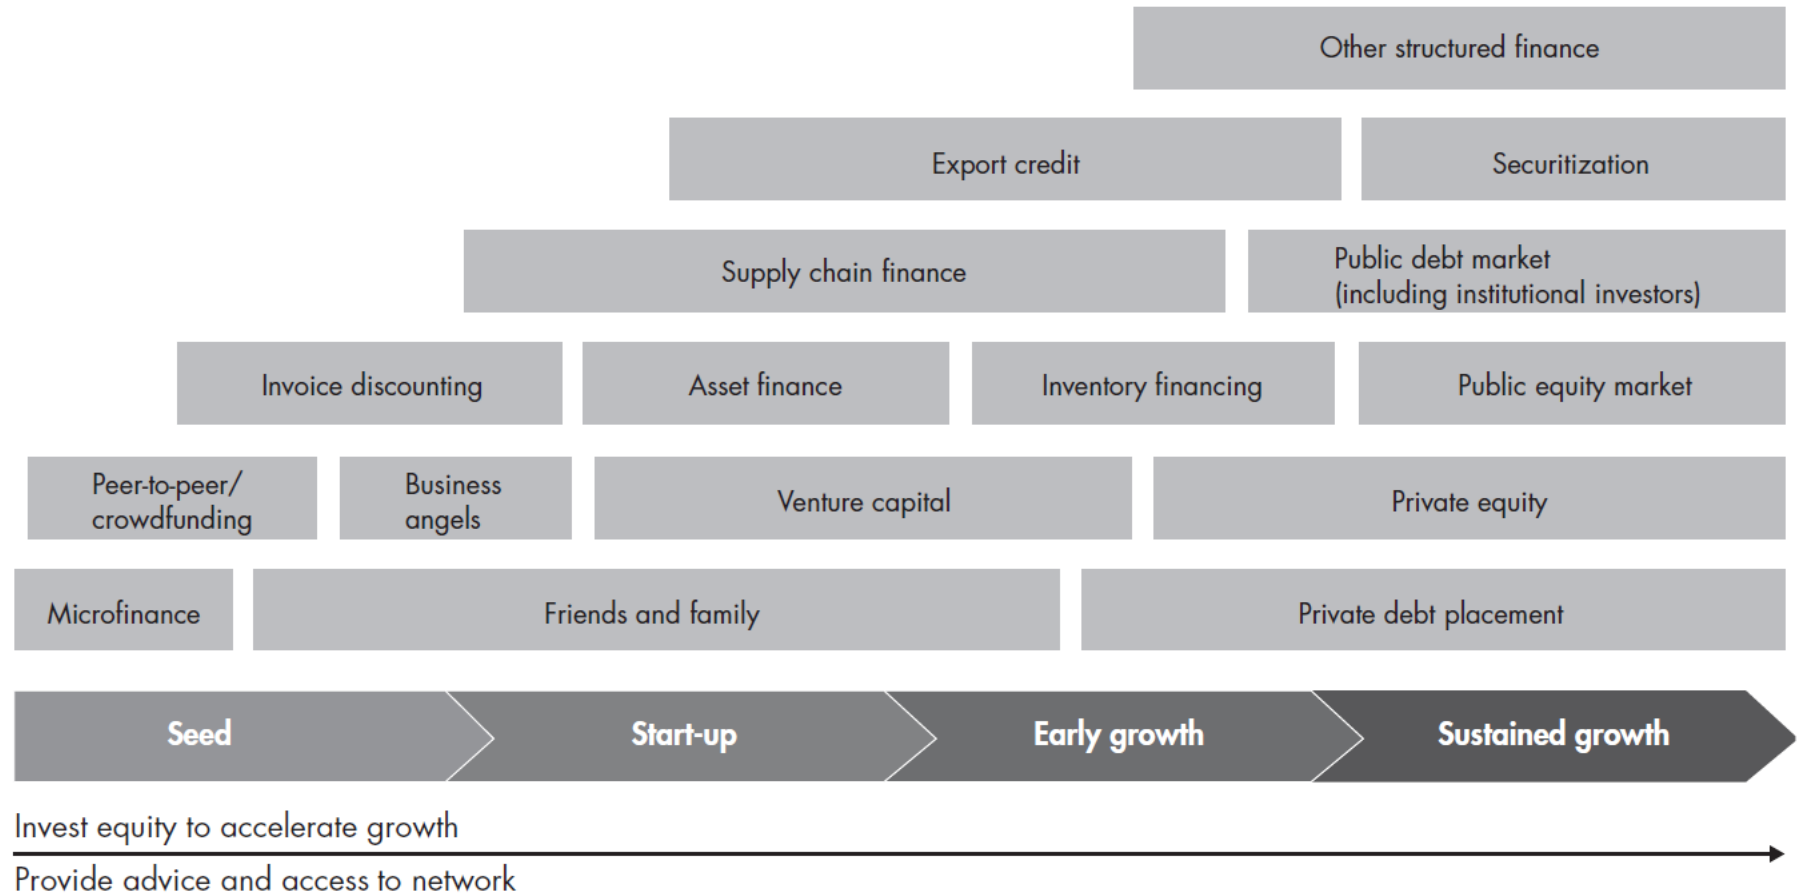 Other structured finance
Export credit
Securitization
Supply chain finance
Public debt market
(including institutional investors)
Invoice discounting
Asset finance
Inventory financing
Public equity market
Peer-to-peer/
crowdfunding
Business
angels
Venture capital
Private equity
Microfinance
Friends and family
Private debt placement
Seed
Start-up
Early growth
Sustained growth
Invest equity to accelerate growth
Provide advice and access to network